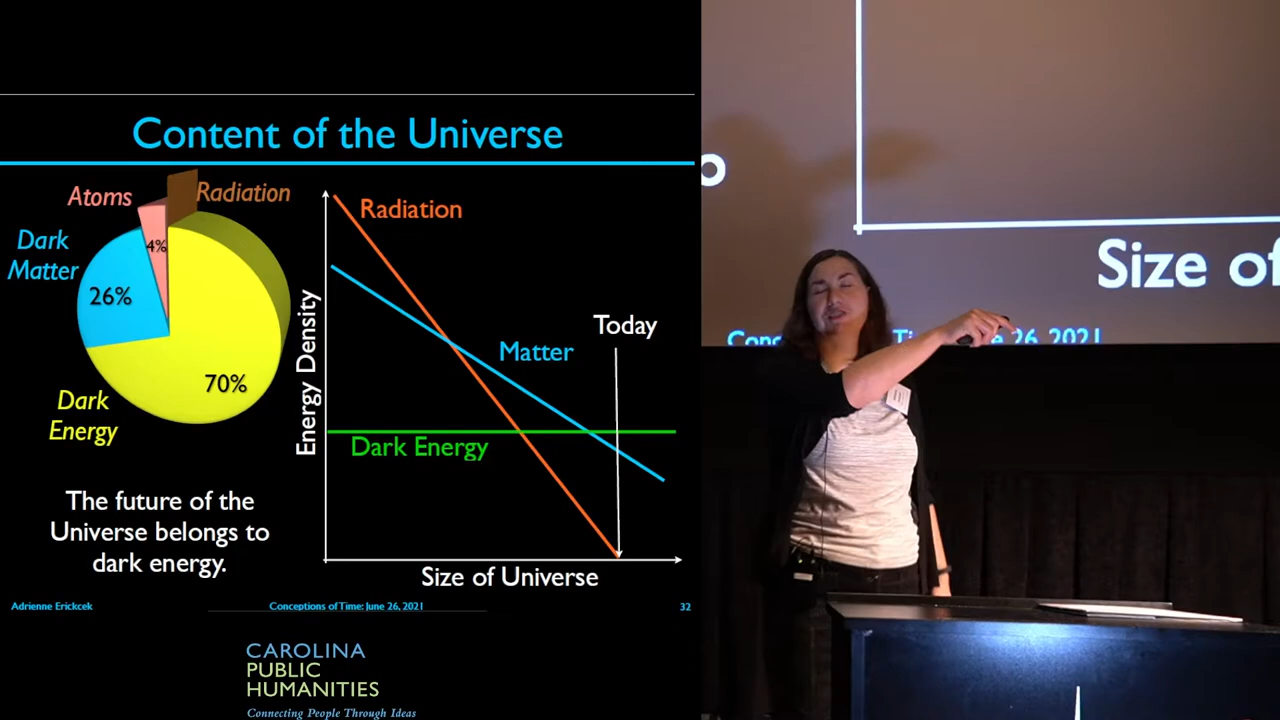 Content of the Universe
Atoms
Radiation
4%
Dark
Matter
26%
70%
Dark
Energy
The future of the
Universe belongs to
dark energy.
Energy Density
Radiation
Matter
Dark Energy
Today
Size of Universe
Adrienne Erickcek
Conceptions of Time: June 26, 2021
32
CAROLINA
PUBLIC
HUMANITIES
Connecting People Through Ideas
Size of
26, 2021